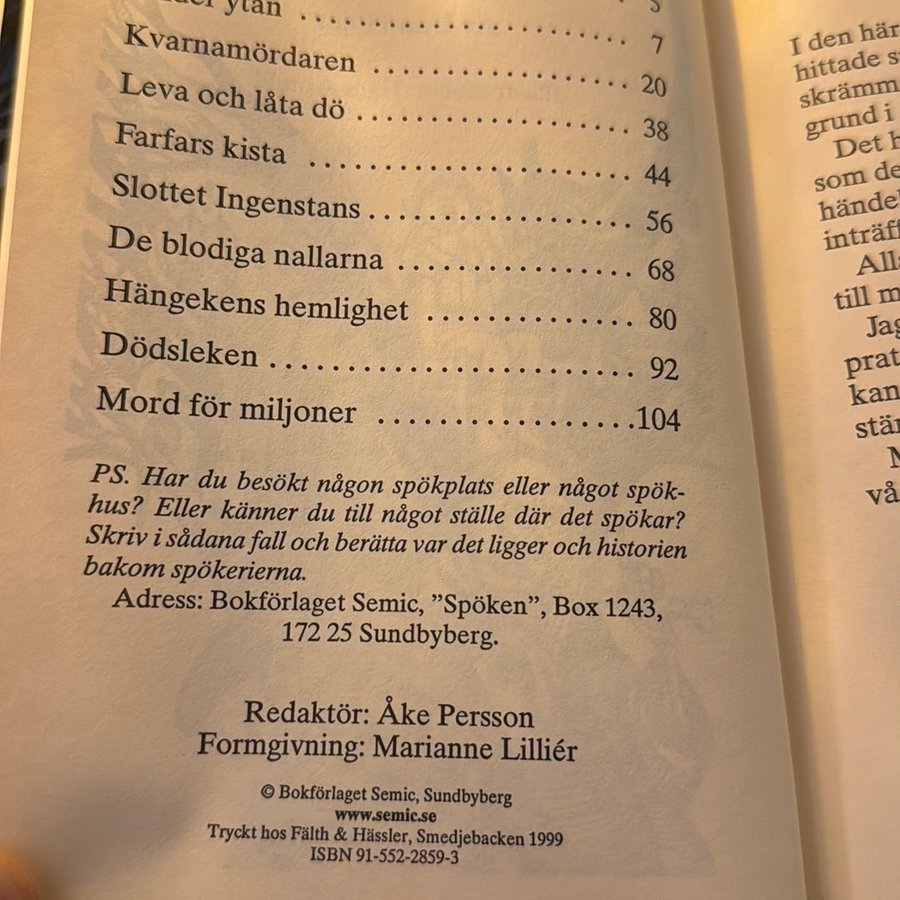 5
ytan .......................... 7
Kvarnamördaren ..................... 20
Leva och låta dö ...................... 38
Farfars kista ......................... 44
Slottet Ingenstans .................... 56
De blodiga nallarna .................. 68
Hängekens hemlighet ................ 80
Dödsleken ............................ 92
Mord för miljoner ...................104
PS. Har du besökt någon spökplats eller något spök-
hus? Eller känner du till något ställe där det spökar?
Skriv i sådana fall och berätta var det ligger och historien
bakom spökerierna.
Adress: Bokförlaget Semic, ”Spöken”, Box 1243,
172 25 Sundbyberg.
Redaktör: Åke Persson
Formgivning: Marianne Lilliér
© Bokförlaget Semic, Sundbyberg
www.semic.se
Tryckt hos Fälth & Hässler, Smedjebacken 1999
ISBN 91-552-2859-3
I den här
hittade
skrämm
grund i
Det
som de
händel
inträff
All
till
Jag
prat
kan
stän
vå